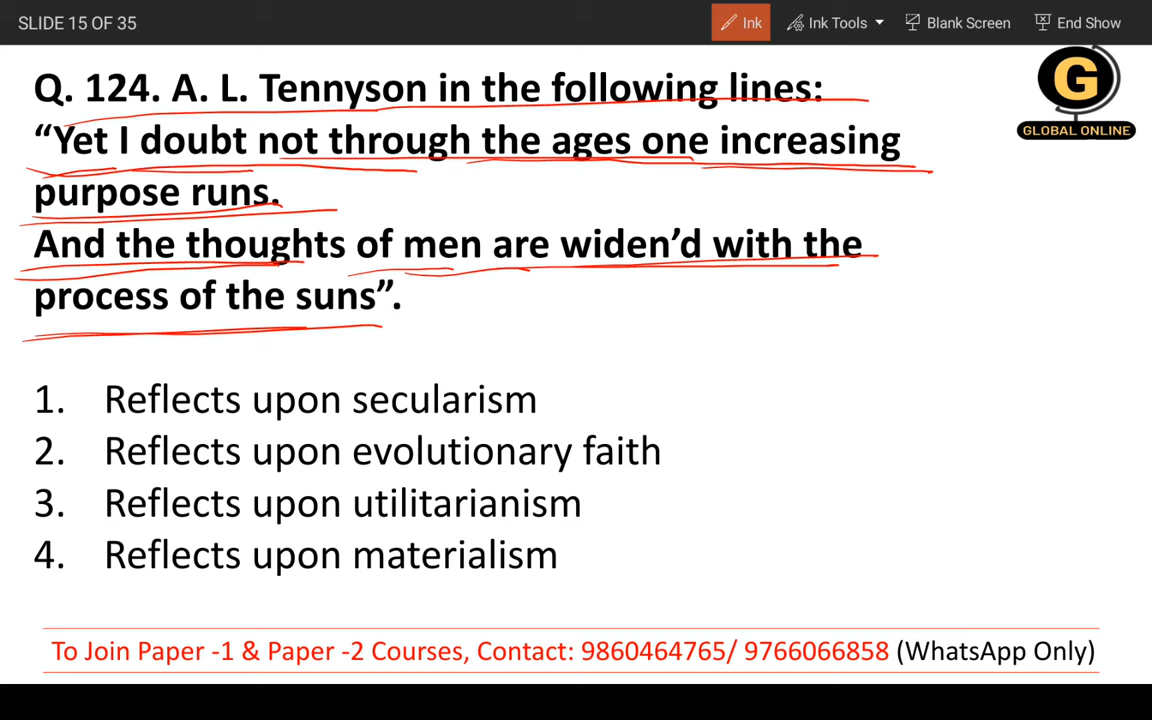 SLIDE 15 OF 35
Ink
Ink Tools
Blank Screen
End Show
Q. 124. A. L. Tennyson in the following lines:
“Yet I doubt not through the ages one increasing
purpose runs.
And the thoughts of men are widen’d with the
process of the suns”.
G
GLOBAL ONLINE
1. Reflects upon secularism
2. Reflects upon evolutionary faith
3. Reflects upon utilitarianism
4. Reflects upon materialism
To Join Paper -1 & Paper -2 Courses, Contact: 9860464765/ 9766066858 (WhatsApp Only)